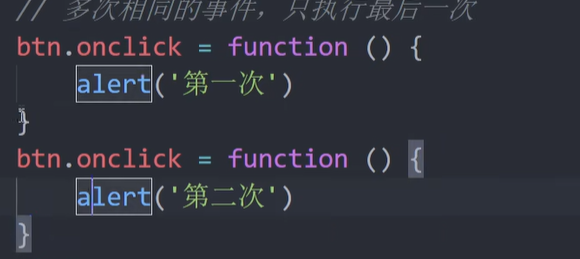 // 多次相同的事件，只执行最后一次
btn.onclick = function () {
alert('第一次')
}
btn.onclick = function () {
alert('第二次')
}